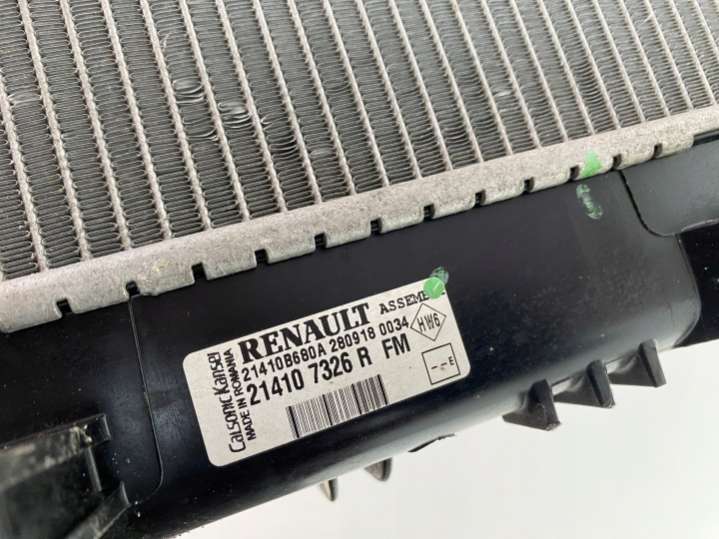 Calsonic Kansei
MADE IN ROMANIA
RENAULT ASSEMB
21410B680A 280918 0034
21410 7326 R FM
HW6
--E